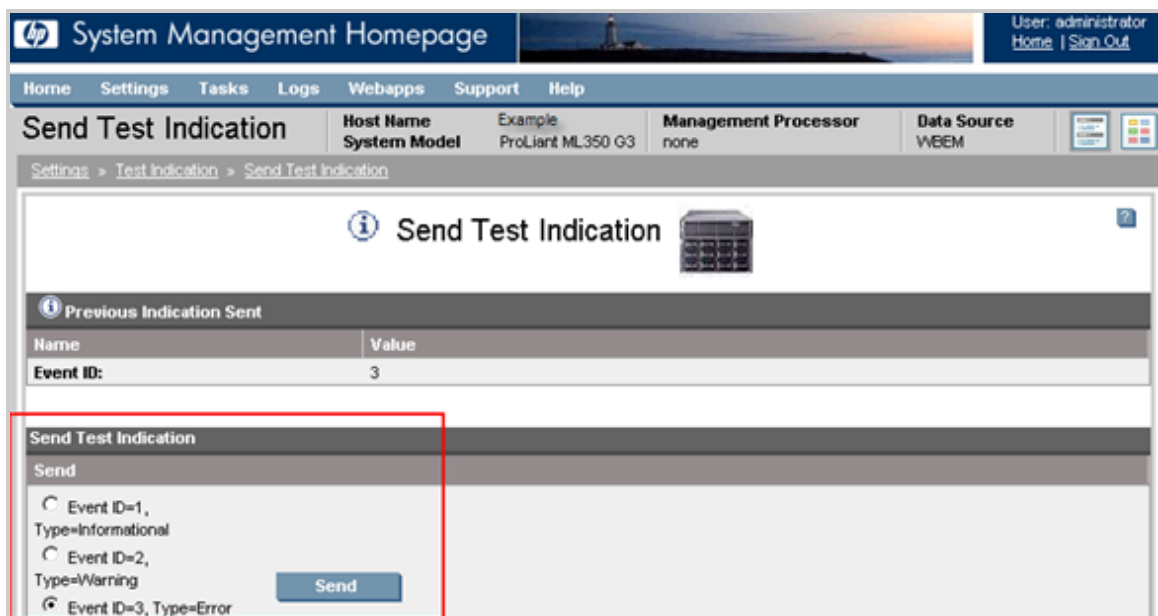 hp System Management Homepage
User: administrator
Home | Sign Out
Home Settings Tasks Logs Webapps Support Help
Send Test Indication
Host Name Example
System Model ProLiant ML350 G3
Management Processor
none
Data Source
WBEM
Settings » Test Indication » Send Test Indication
i Send Test Indication ?
i Previous Indication Sent
Name Value
Event ID: 3
Send Test Indication
Send
Event ID=1,
Type=Informational
Event ID=2,
Type=Warning
Send
Event ID=3, Type=Error